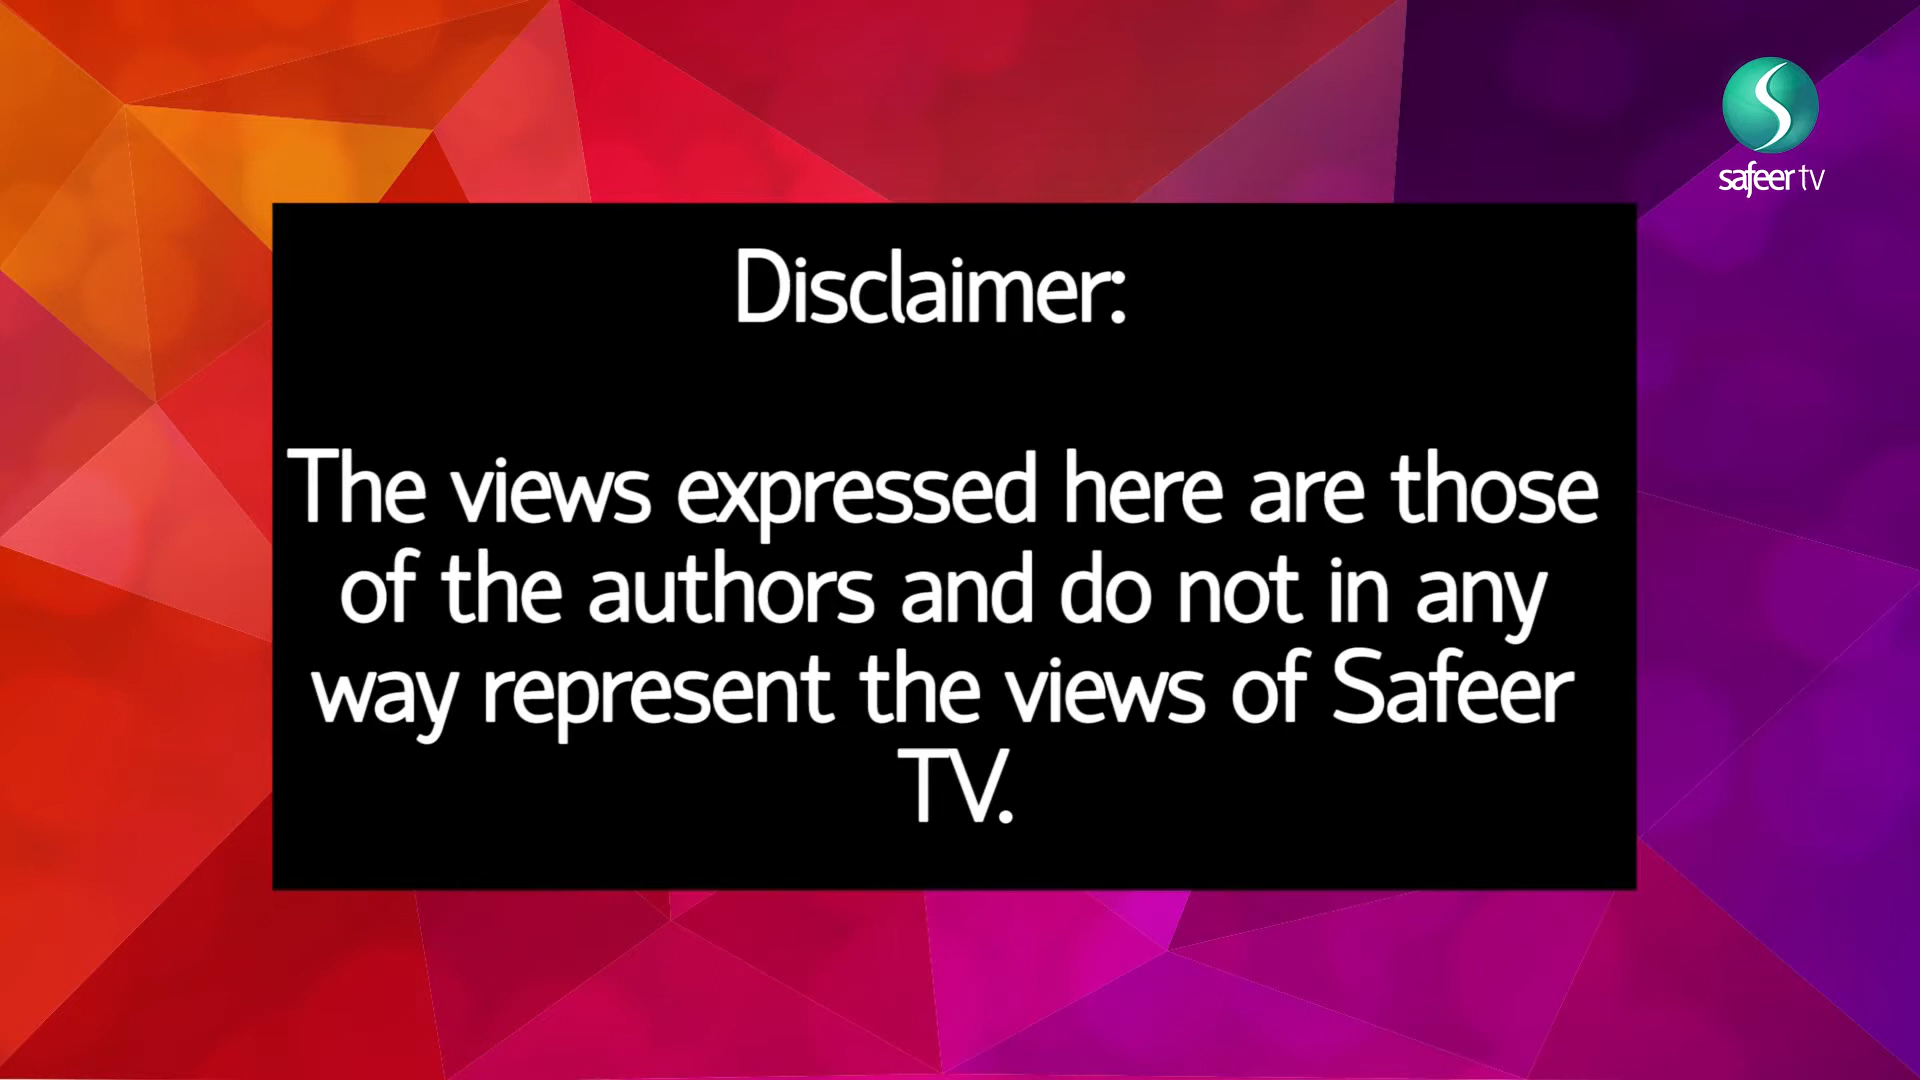 safeer tv
Disclaimer:
The views expressed here are those
of the authors and do not in any
way represent the views of Safeer
TV.